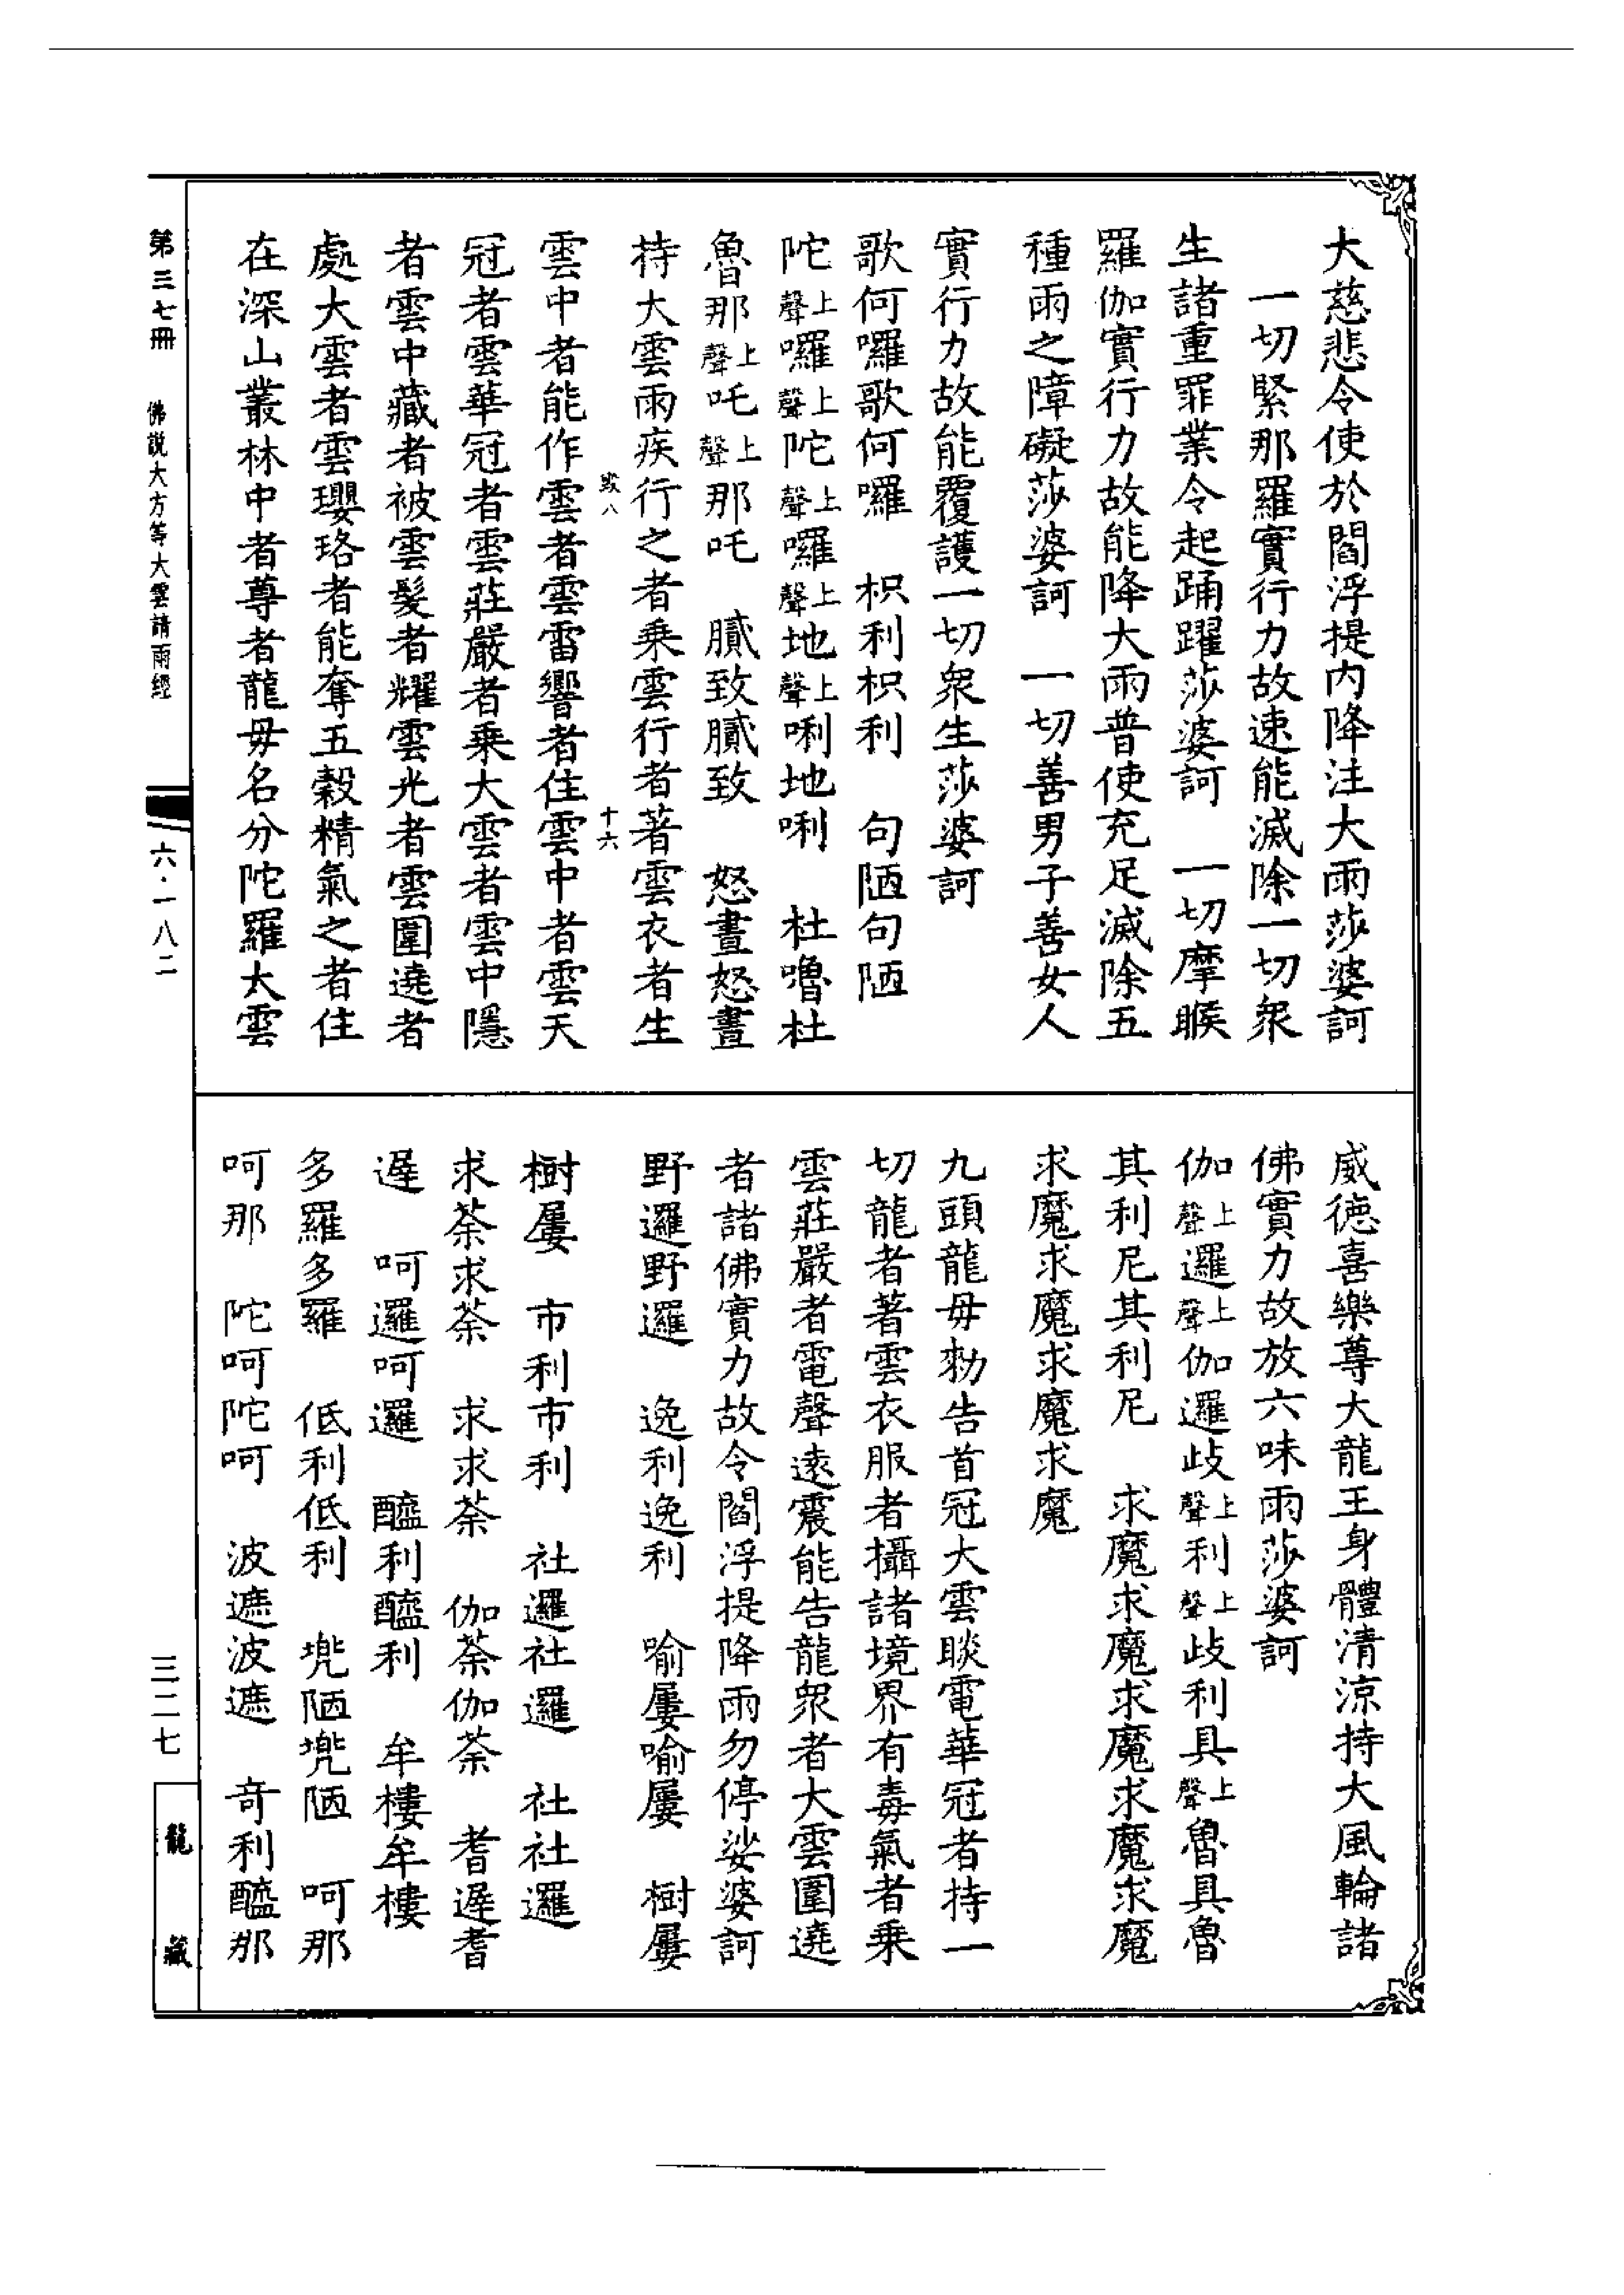 大慈悲令使於閻浮提内降注大雨莎婆訶
一切緊那羅實行力故速能滅除一切衆
生諸重罪業令起踊躍莎婆訶　一切摩睺
羅伽實行力故能降大雨普使充足滅除五
種雨之障礙莎婆訶　一切善男子善女人
實行力故能覆護一切衆生莎婆訶
歌何囉歌何囉　枳利枳利　句陋句陋
陀上聲囉上聲陀上聲囉上聲地上聲唎地唎　杜嚕杜
魯那上聲吒上聲那吒　膩致膩致　怒晝怒晝
持大雲雨疾行之者乘雲行者著雲衣者生
雲中者能作雲者雲雷響者住雲中者雲天
冠者雲華冠者雲莊嚴者乘大雲者雲中隱
者雲中藏者被雲髮者耀雲光者雲圍遶者
處大雲者雲瓔珞者能奪五穀精氣之者住
在深山叢林中者尊者龍毋名分陀羅大雲
毀八
十六
威德喜樂尊大龍王身體清涼持大風輪諸
佛實力故放六味雨莎婆訶
伽上聲邏上聲伽邏歧上聲利上聲歧利具上聲魯具魯
其利尼其利尼　求魔求魔求魔求魔求魔
求魔求魔求魔求魔
九頭龍毋勑告首冠大雲睒電華冠者持一
切龍者著雲衣服者攝諸境界有毒氣者乘
雲莊嚴者電聲遠震能告龍衆者大雲圍遶
者諸佛實力故令閻浮提降雨勿停娑婆訶
野邏野邏　逸利逸利　喻屢喻屢　樹屢
樹屢　市利市利　社邏社邏　社社邏
求荼求荼　求求荼　伽荼伽荼　耆遲耆
遲　呵邏呵邏　醯利醯利　牟樓牟樓
多羅多羅　低利低利　兠陋兠陋　呵那
呵那　陀呵陀呵　波遮波遮　奇利醯那
第三七冊　佛説大方等大雲請雨經
六·一八二
三二七
龍藏